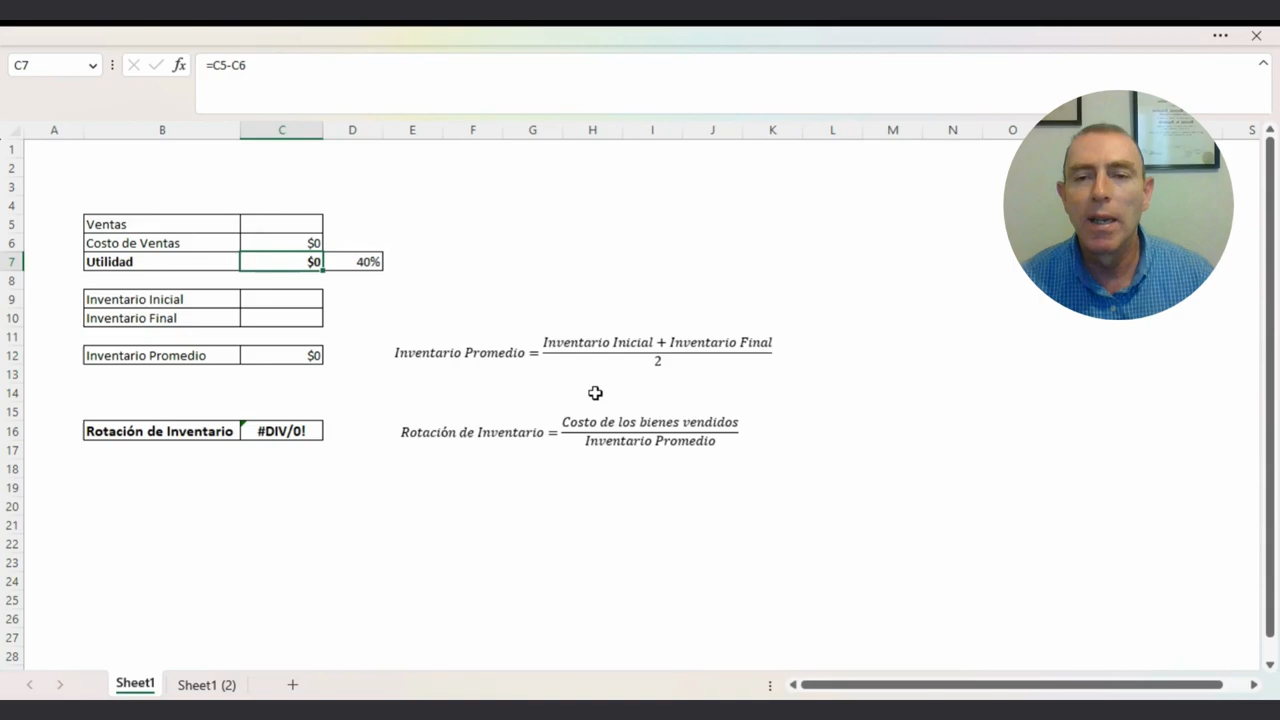 C7 fx =C5-C6
A B C D E F G H I J K L M N O S
1
2
3
4
5 Ventas
6 Costo de Ventas $0
7 Utilidad $0 40%
8
9 Inventario Inicial
10 Inventario Final
11
12 Inventario Promedio $0 Inventario Promedio = Inventario Inicial + Inventario Final
2
13
14
15
16 Rotación de Inventario #DIV/0! Rotación de Inventario = Costo de los bienes vendidos
Inventario Promedio
17
18
19
20
21
22
23
24
25
26
27
28
Sheet1 Sheet1 (2)